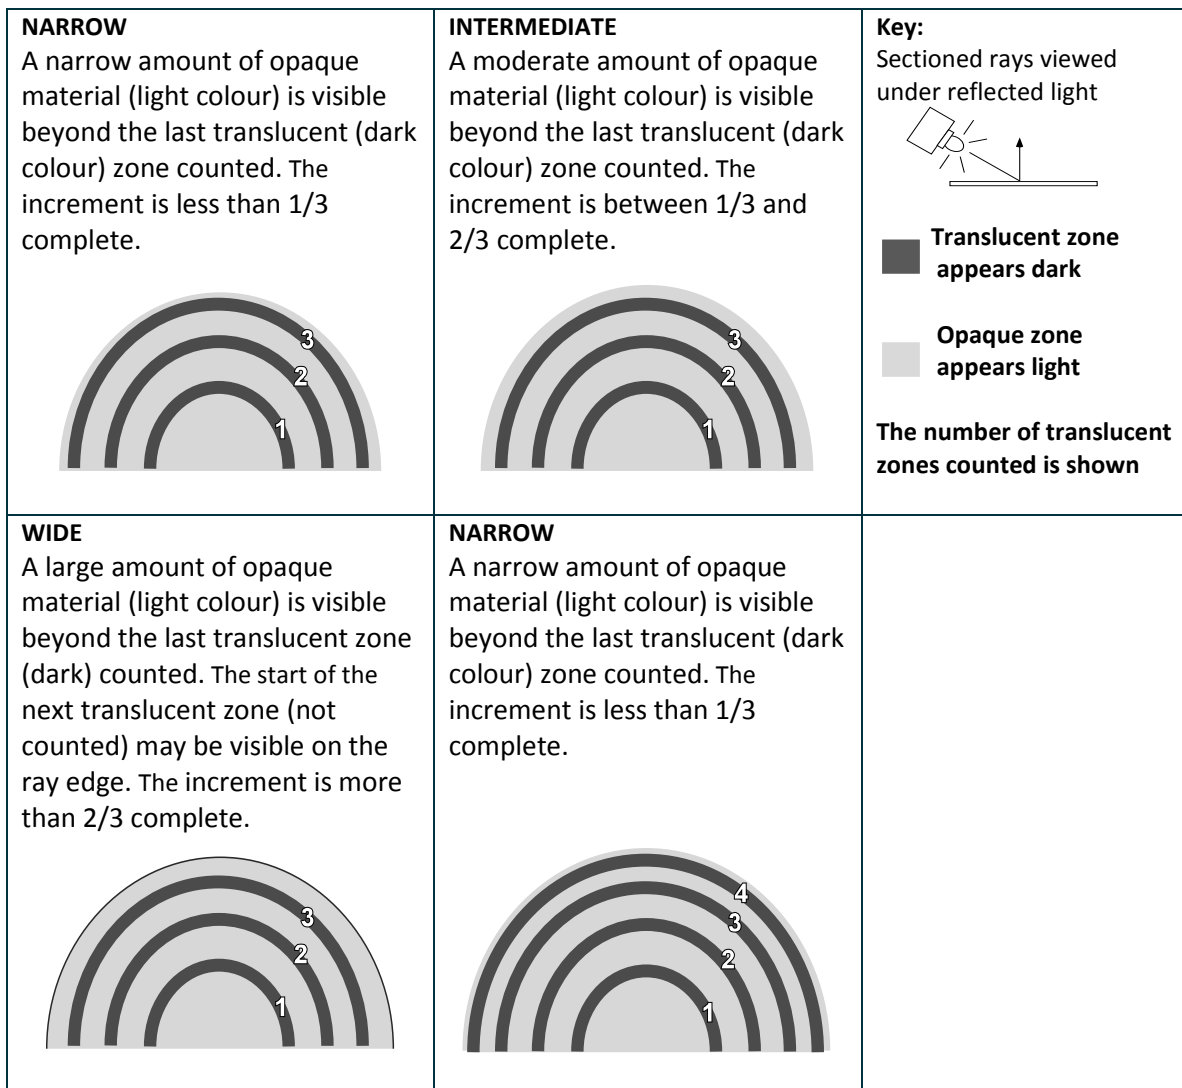 NARROW
A narrow amount of opaque
material (light colour) is visible
beyond the last translucent (dark
colour) zone counted. The
increment is less than 1/3
complete.
3
2
1
INTERMEDIATE
A moderate amount of opaque
material (light colour) is visible
beyond the last translucent (dark
colour) zone counted. The
increment is between 1/3 and
2/3 complete.
3
2
1
Key:
Sectioned rays viewed
under reflected light
Translucent zone
appears dark
Opaque zone
appears light
The number of translucent
zones counted is shown
WIDE
A large amount of opaque
material (light colour) is visible
beyond the last translucent zone
(dark) counted. The start of the
next translucent zone (not
counted) may be visible on the
ray edge. The increment is more
than 2/3 complete.
3
2
1
NARROW
A narrow amount of opaque
material (light colour) is visible
beyond the last translucent (dark
colour) zone counted. The
increment is less than 1/3
complete.
4
3
2
1